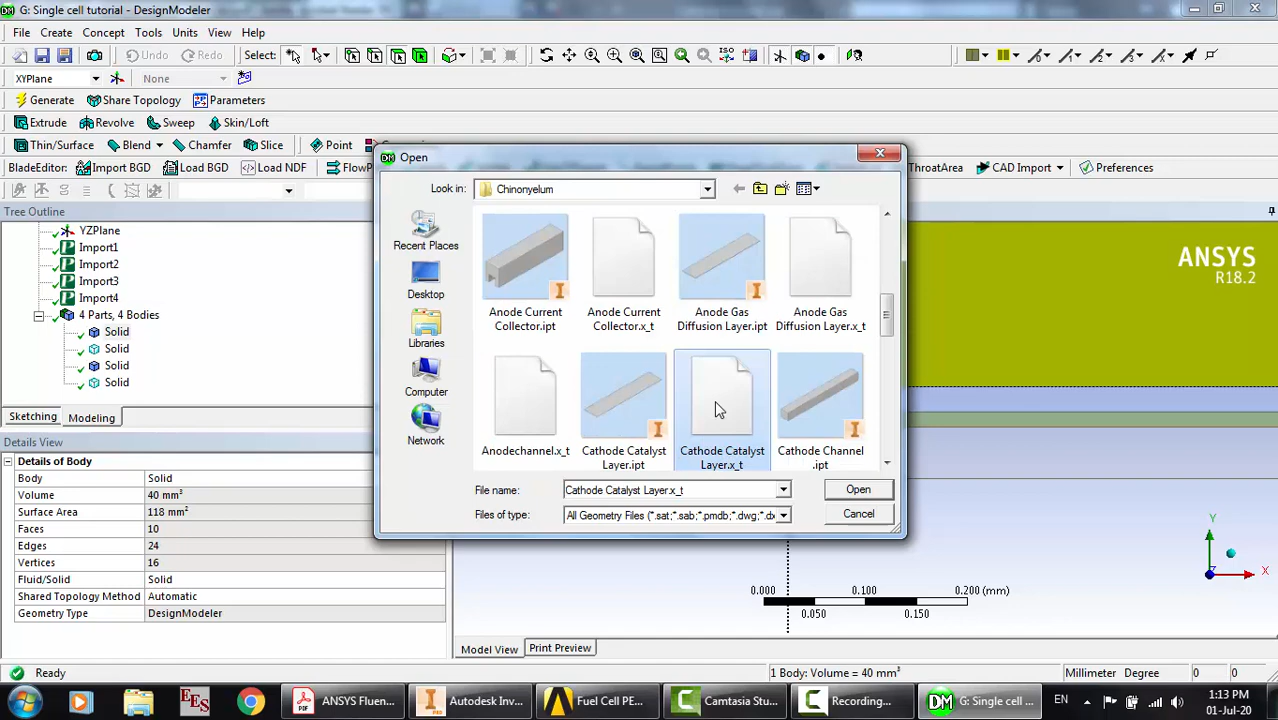 G: Single cell tutorial - DesignModeler
File Create Concept Tools Units View Help
Undo Redo Select:
XYPlane None
Generate Share Topology Parameters
Extrude Revolve Sweep Skin/Loft
Thin/Surface Blend Chamfer Slice Point
BladeEditor: Import BGD Load BGD Load NDF FlowP ThroatArea CAD Import Preferences
Tree Outline
YZPlane
Import1
Import2
Import3
Import4
4 Parts, 4 Bodies
Solid
Solid
Solid
Solid
Sketching Modeling
Details View
Details of Body
Body Solid
Volume 40 mm³
Surface Area 118 mm²
Faces 10
Edges 24
Vertices 16
Fluid/Solid Solid
Shared Topology Method Automatic
Geometry Type DesignModeler
Open
Look in: Chinonyelum
Recent Places
Desktop
Libraries
Computer
Network
Anode Current
Collector.ipt
Anode Current
Collector.x_t
Anode Gas
Diffusion Layer.ipt
Anode Gas
Diffusion Layer.x_t
Anodechannel.x_t
Cathode Catalyst
Layer.ipt
Cathode Catalyst
Layer.x_t
Cathode Channel
.ipt
File name: Cathode Catalyst Layer.x_t Open
Files of type: All Geometry Files (*.sat;*.sab;*.pmdb;*.dwg;*.dx Cancel
ANSYS
R18.2
Y
Z
X
0.000 0.100 0.200 (mm)
0.050 0.150
Model View Print Preview
Ready 1 Body: Volume = 40 mm³ Millimeter Degree 0 0
EES PDF ANSYS Fluen... Autodesk Inv... Fuel Cell PE... Camtasia Stu... Recording... DM G: Single cell ... EN 1:13 PM
01-Jul-20